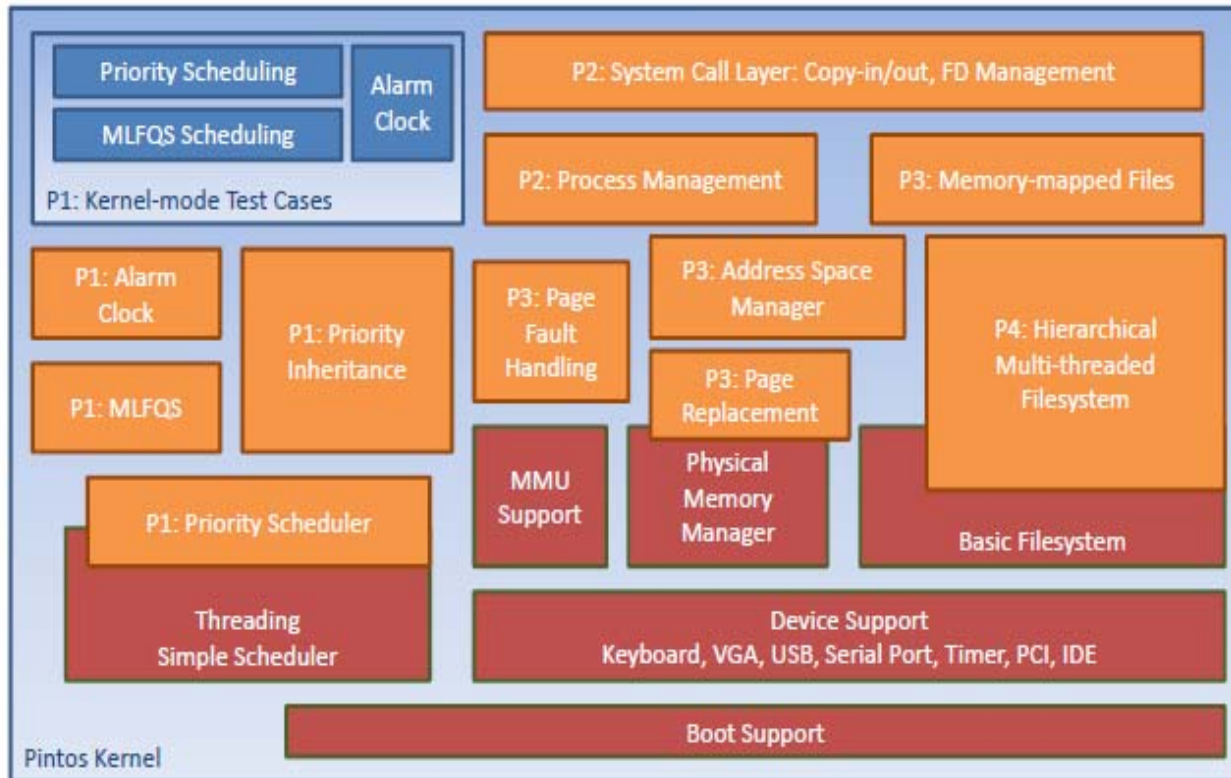 Priority Scheduling
MLFQS Scheduling
Alarm
Clock
P1: Kernel-mode Test Cases
P2: System Call Layer: Copy-in/out, FD Management
P2: Process Management
P3: Memory-mapped Files
P1: Alarm
Clock
P1: Priority
Inheritance
P1: MLFQS
P3: Page
Fault
Handling
P3: Address Space
Manager
P3: Page
Replacement
P4: Hierarchical
Multi-threaded
Filesystem
P1: Priority Scheduler
Threading
Simple Scheduler
MMU
Support
Physical
Memory
Manager
Basic Filesystem
Device Support
Keyboard, VGA, USB, Serial Port, Timer, PCI, IDE
Boot Support
Pintos Kernel